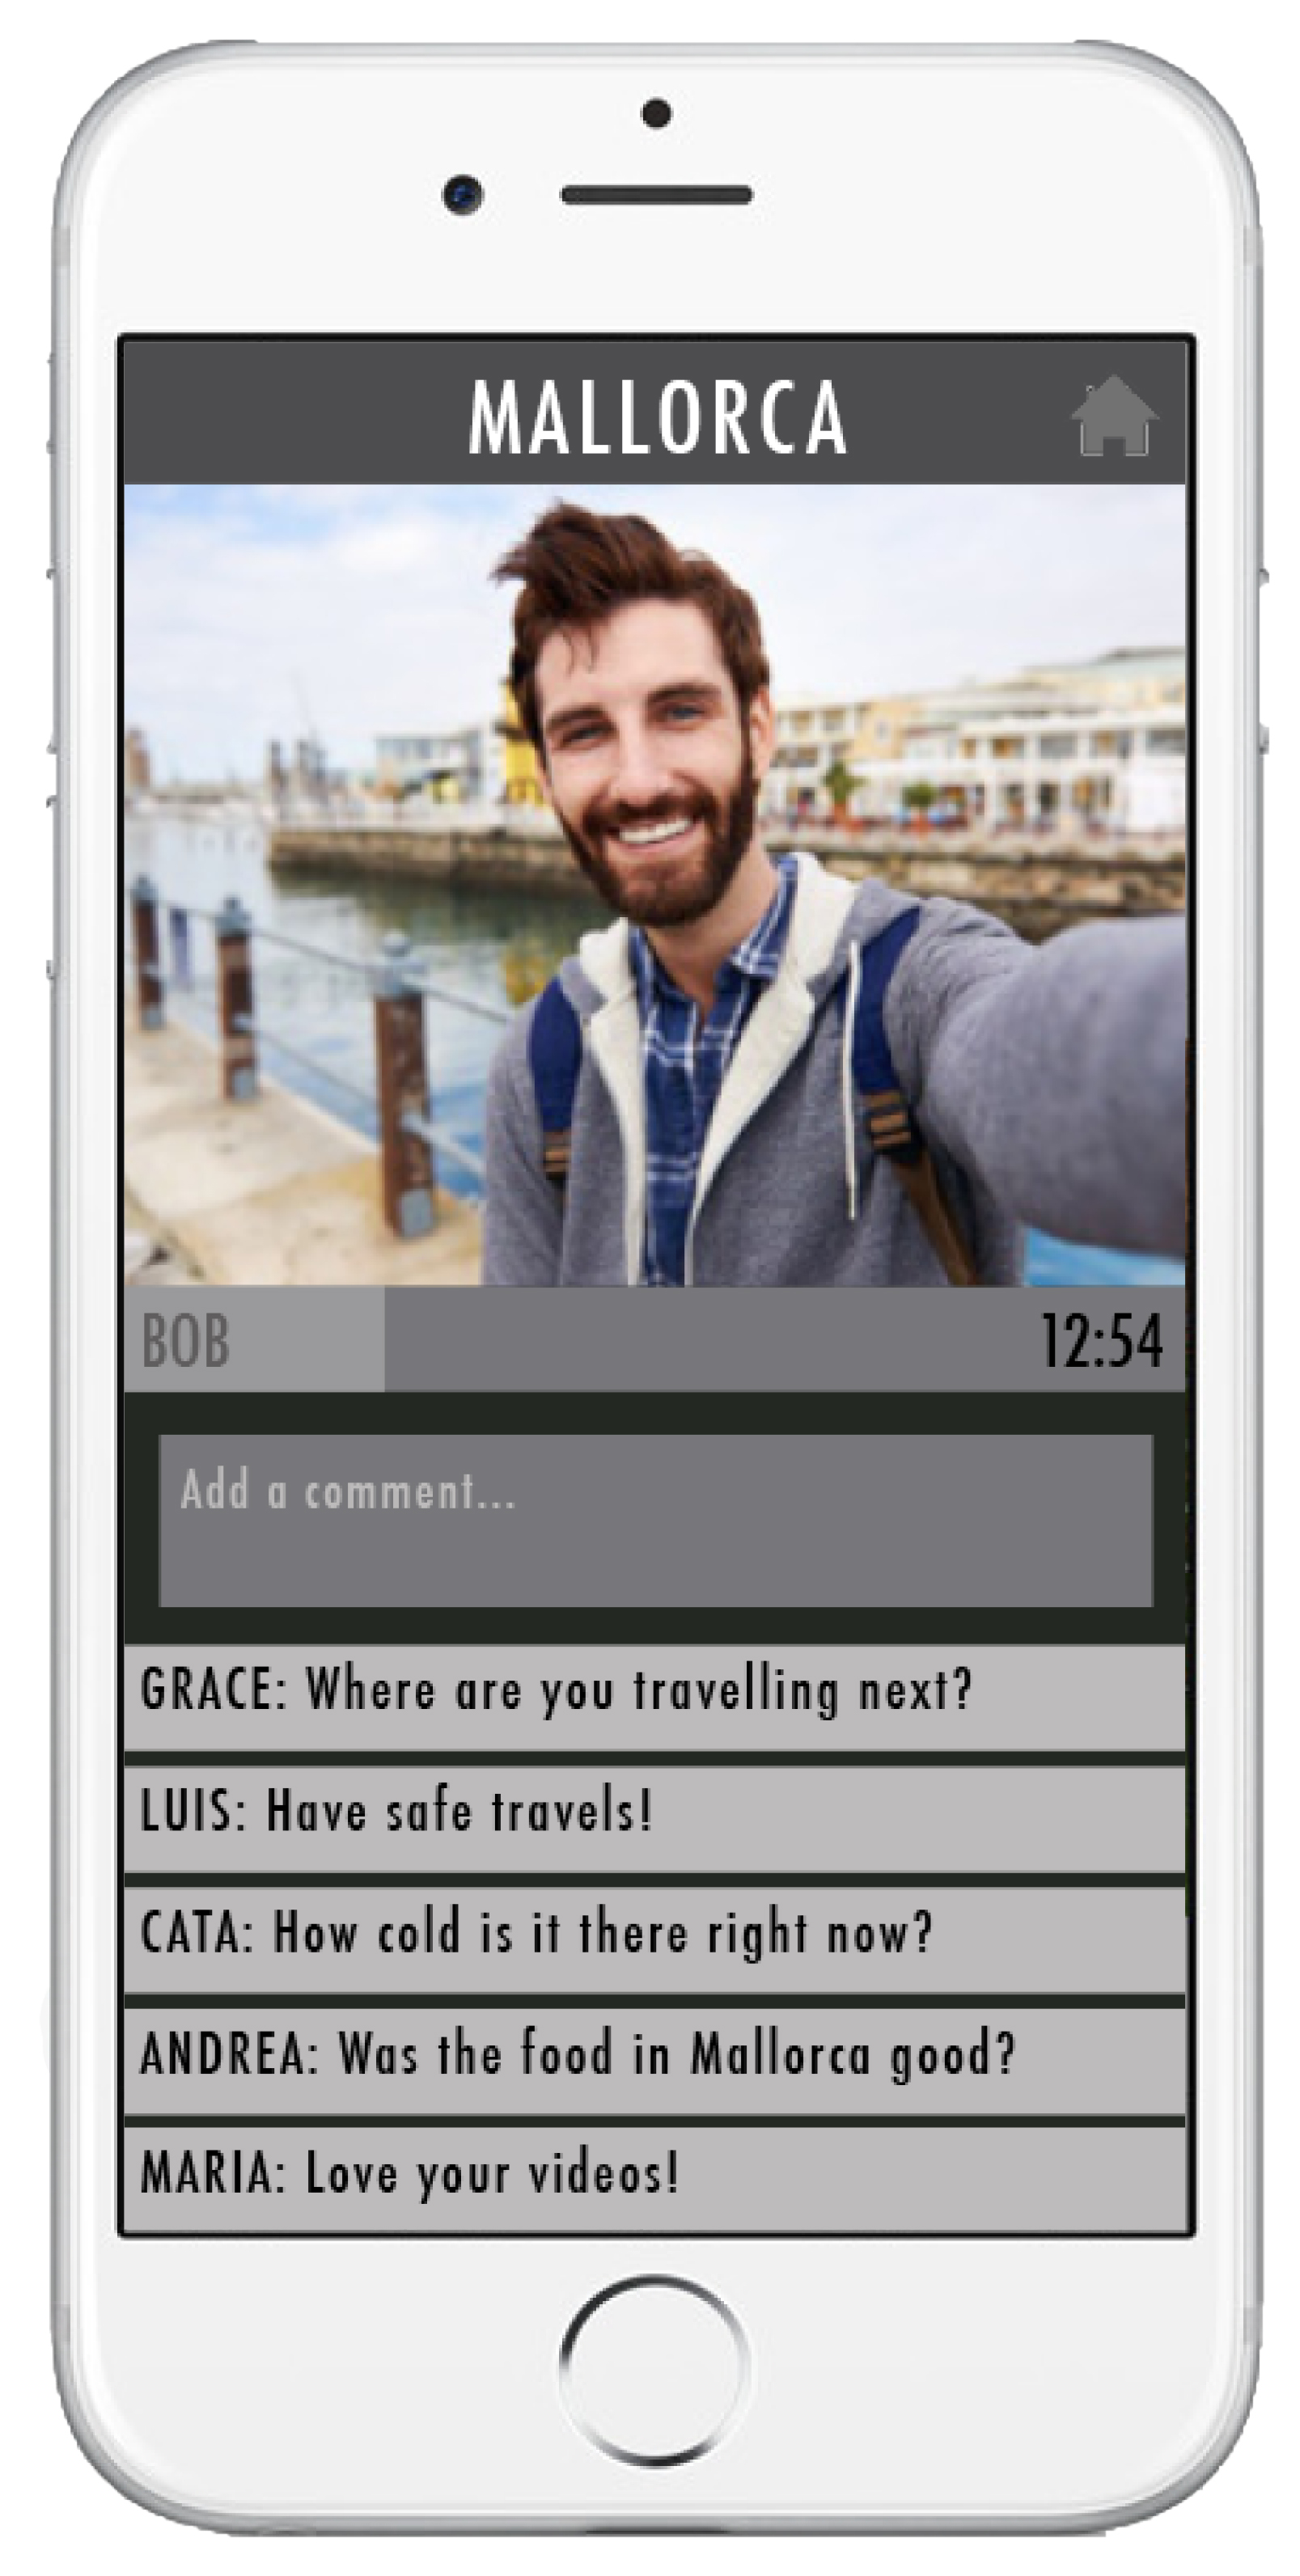 MALLORCA
BOB
12:54
Add a comment...
GRACE: Where are you travelling next?
LUIS: Have safe travels!
CATA: How cold is it there right now?
ANDREA: Was the food in Mallorca good?
MARIA: Love your videos!